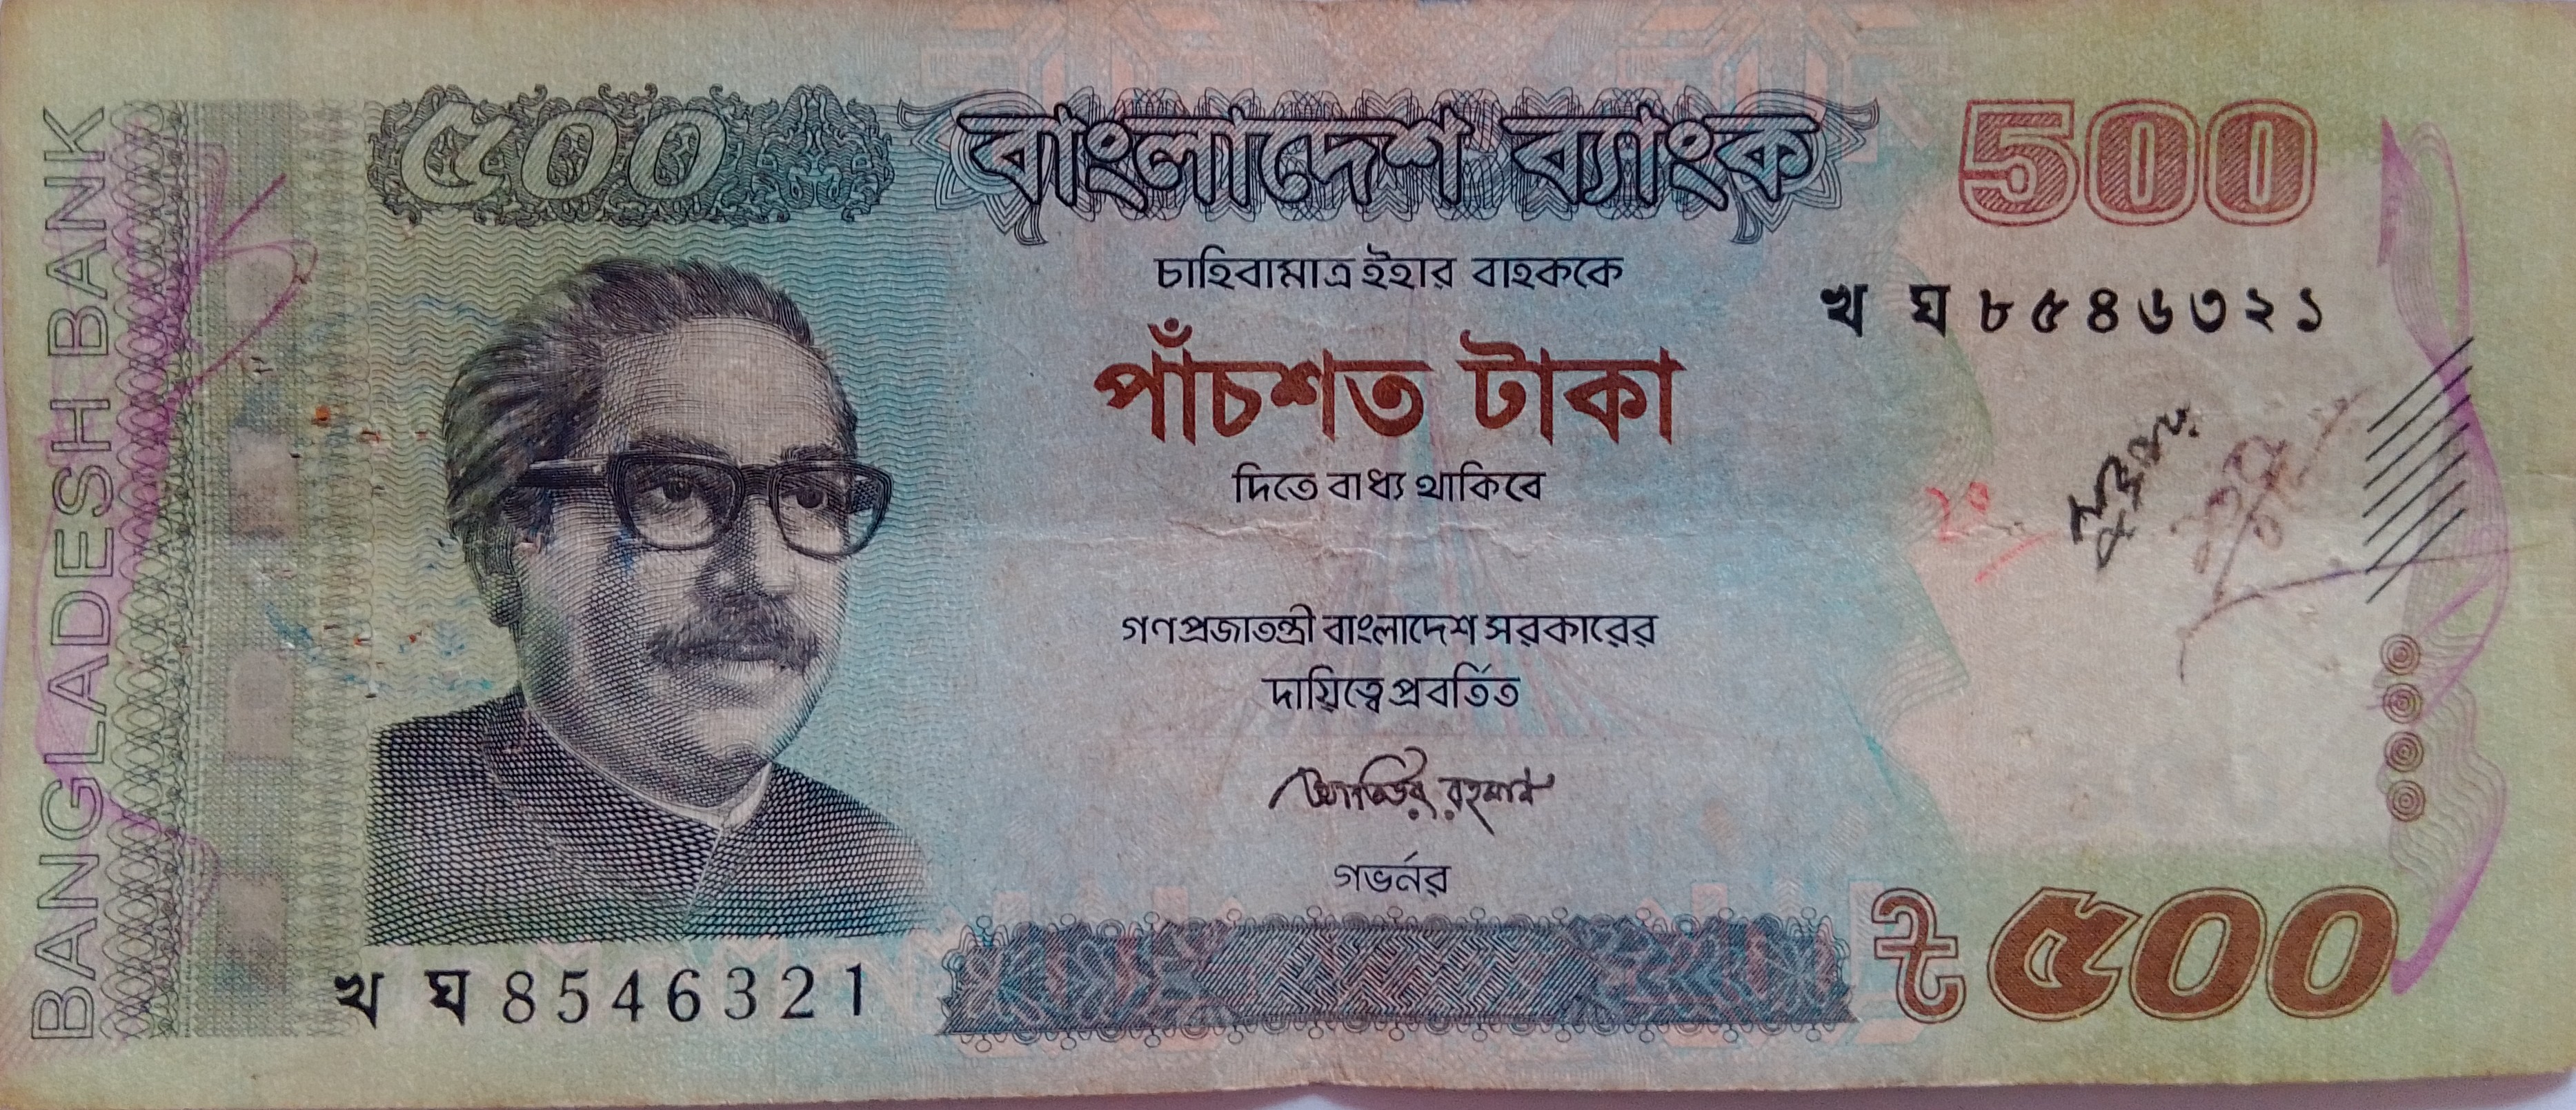 BANGLADESH BANK
৫০০
বাংলাদেশ ব্যাংক
500
চাহিবামাত্র ইহার বাহককে
খ ঘ ৮৫৪৬৩২১
পাঁচশত টাকা
দিতে বাধ্য থাকিবে
গণপ্রজাতন্ত্রী বাংলাদেশ সরকারের
দায়িত্বে প্রবর্তিত
আতিউর রহমান
গভর্নর
খ ঘ 8546321
৳ ৫০০